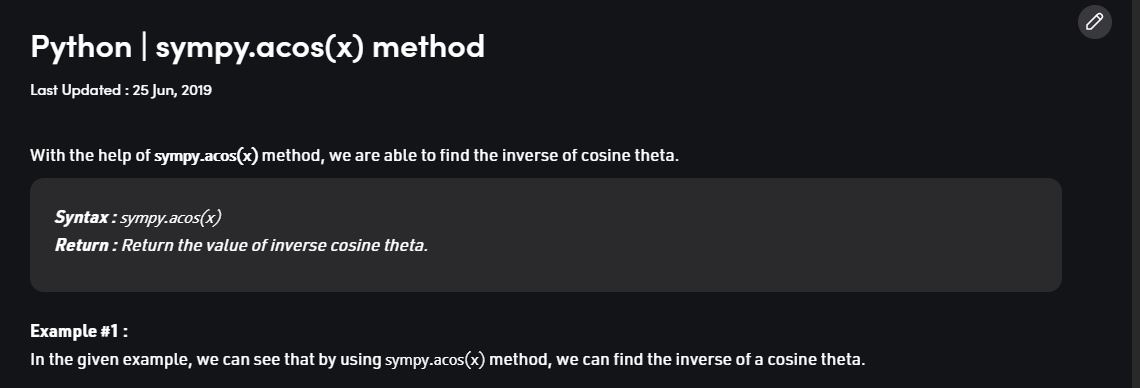 Python | sympy.acos(x) method
Last Updated : 25 Jun, 2019
With the help of sympy.acos(x) method, we are able to find the inverse of cosine theta.
Syntax : sympy.acos(x)
Return : Return the value of inverse cosine theta.
Example #1 :
In the given example, we can see that by using sympy.acos(x) method, we can find the inverse of a cosine theta.